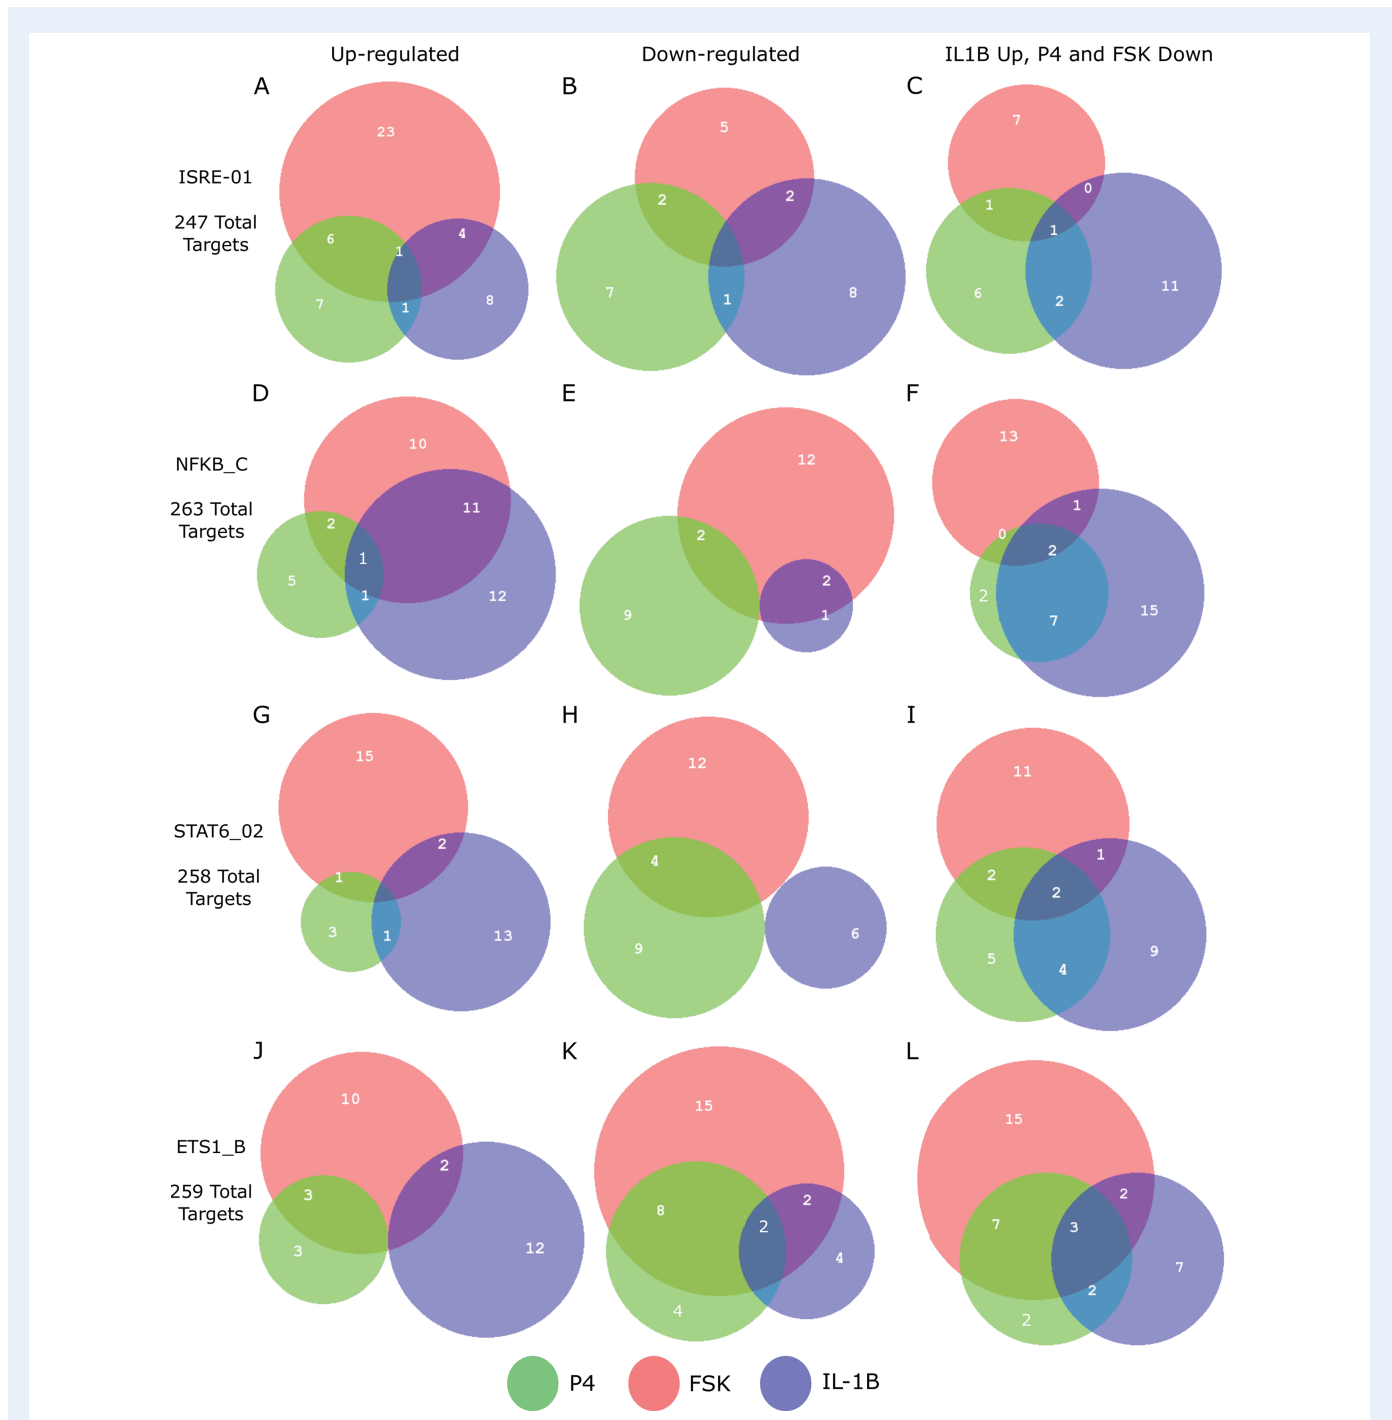 Up-regulated
Down-regulated
IL1B Up, P4 and FSK Down
A
B
C
ISRE-01
247 Total
Targets
23
6
1
4
7
1
8
5
2
2
7
1
8
7
0
1
1
6
2
11
D
E
F
NFKB_C
263 Total
Targets
10
2
11
1
5
1
12
12
2
2
9
1
13
1
0
2
2
7
15
G
H
I
STAT6_02
258 Total
Targets
15
2
1
3
1
13
12
4
9
6
11
1
2
2
5
4
9
J
K
L
ETS1_B
259 Total
Targets
10
2
3
3
12
15
8
2
2
4
4
15
2
7
3
7
2
2
P4
FSK
IL-1B